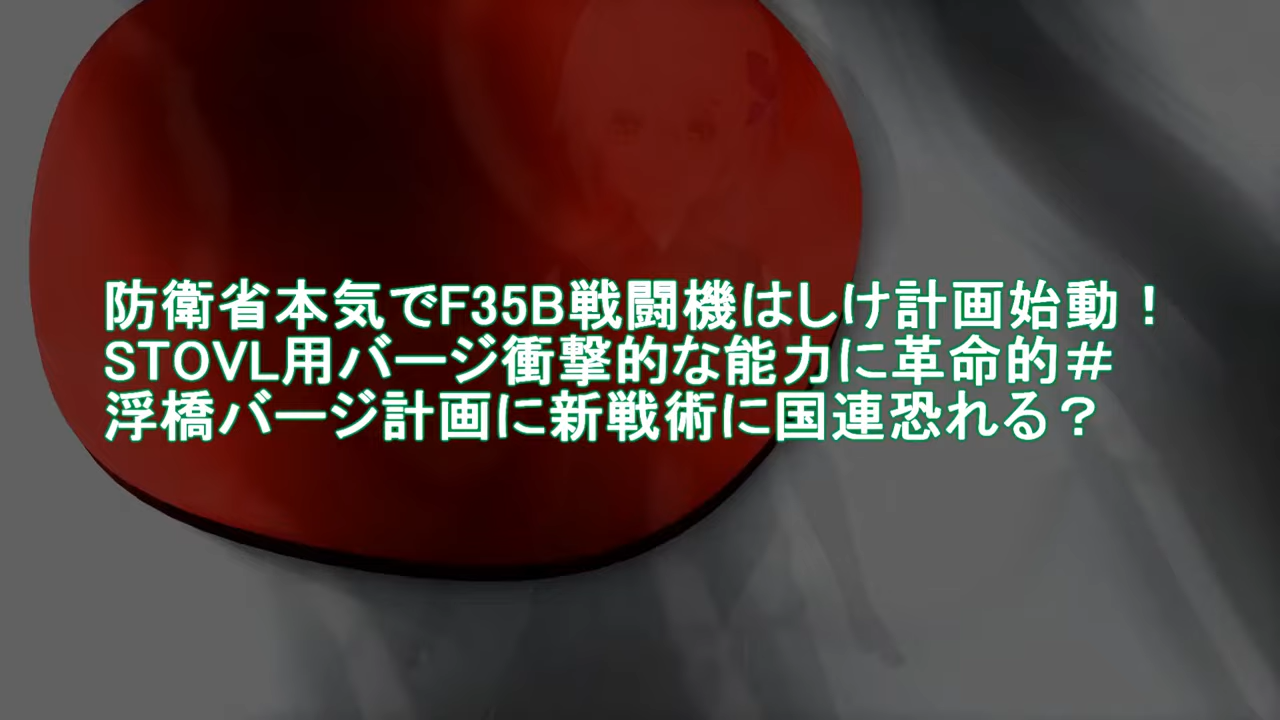 防衛省本気でF35B戦闘機はしけ計画始動！
STOVL用バージ衝撃的な能力に革命的＃
浮橋バージ計画に新戦術に国連恐れる？